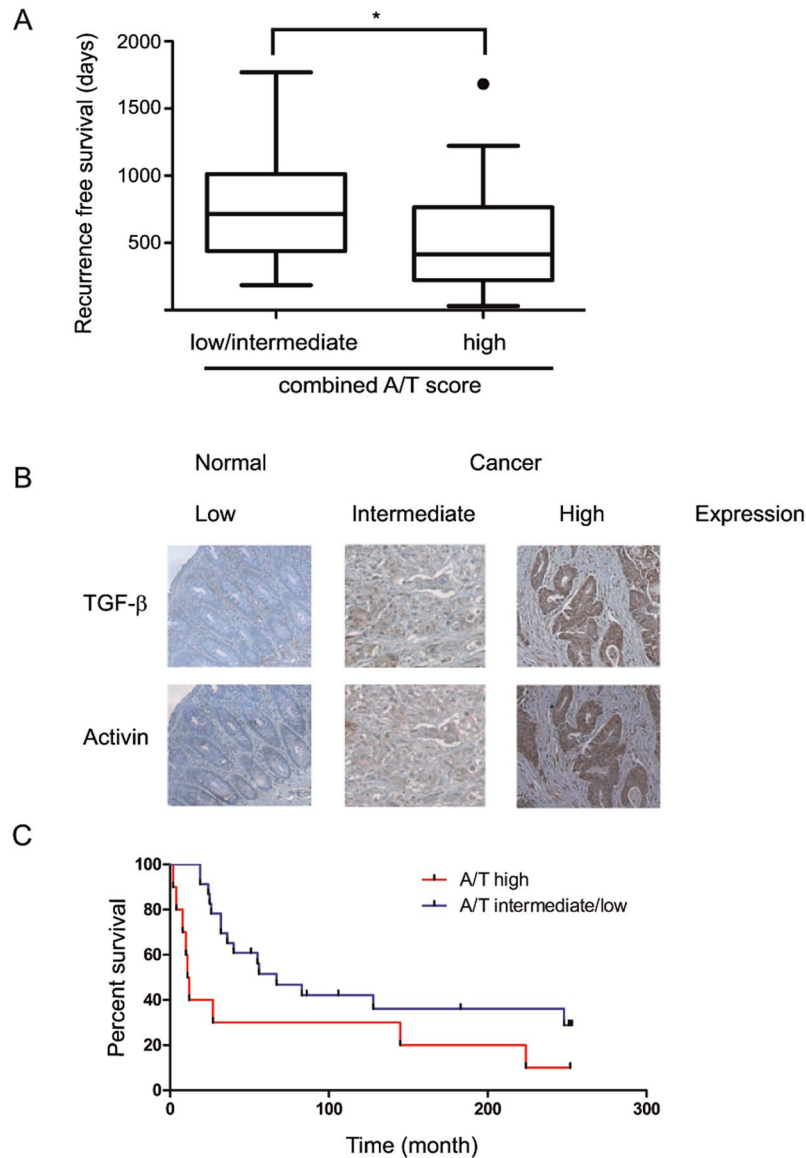 A
*
Recurrence free survival (days)
2000
1500
1000
500
low/intermediate high
combined A/T score
B
Normal Cancer
Low Intermediate High Expression
TGF-β
Activin
C
Percent survival
100
80
60
40
20
0
A/T high
A/T intermediate/low
0 100 200 300
Time (month)